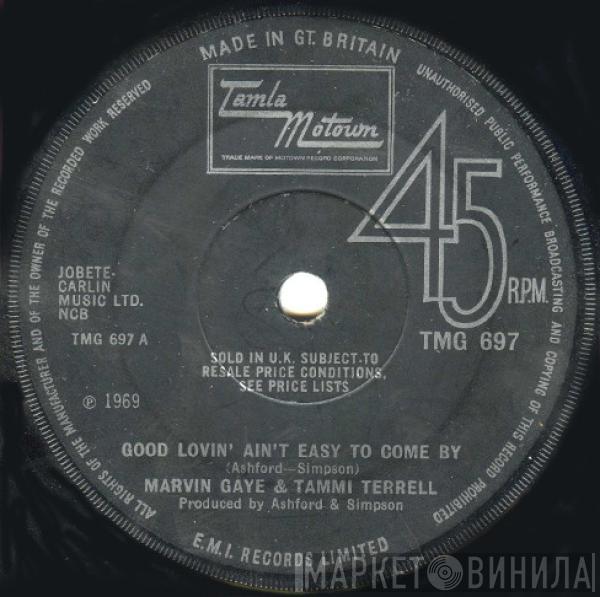 MADE IN GT. BRITAIN
UNAUTHORISED PUBLIC PERFORMANCE BROADCASTING AND COPYING OF THIS RECORD PROHIBITED
ALL RIGHTS OF THE MANUFACTURER AND OF THE OWNER OF THE RECORDED WORK RESERVED
Tamla
Motown
TRADE MARK OF MOTOWN RECORD CORPORATION
45
R.P.M.
JOBETE-
CARLIN
MUSIC LTD.
NCB
TMG 697 A
TMG 697
SOLD IN U.K. SUBJECT TO
RESALE PRICE CONDITIONS,
SEE PRICE LISTS
℗ 1969
GOOD LOVIN' AIN'T EASY TO COME BY
(Ashford—Simpson)
MARVIN GAYE & TAMMI TERRELL
Produced by Ashford & Simpson
E.M.I. RECORDS LIMITED
МАРКЕТ ВИНИЛА